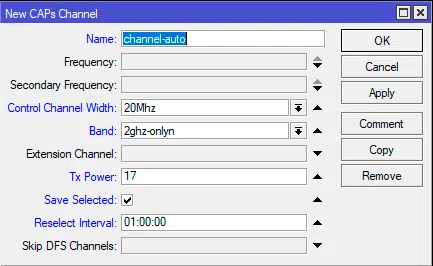 New CAPs Channel
Name: channel-auto
OK
Frequency:
Cancel
Secondary Frequency:
Apply
Control Channel Width: 20Mhz
Band: 2ghz-onlyn
Comment
Extension Channel:
Copy
Tx Power: 17
Remove
Save Selected:
Reselect Interval: 01:00:00
Skip DFS Channels: